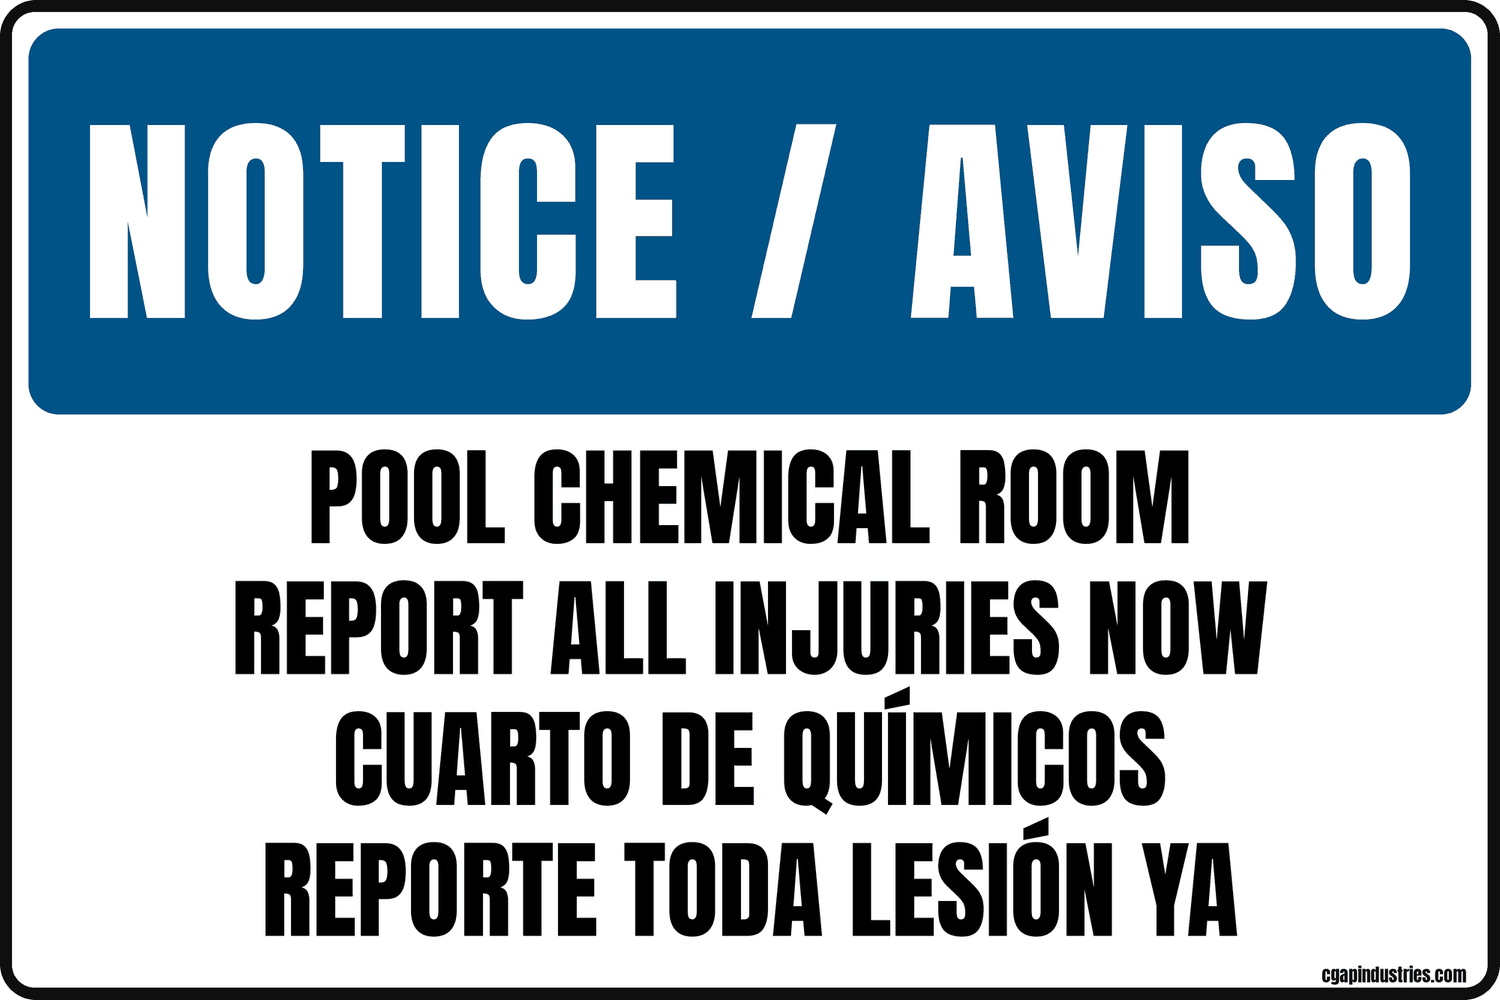 NOTICE / AVISO
POOL CHEMICAL ROOM
REPORT ALL INJURIES NOW
CUARTO DE QUÍMICOS
REPORTE TODA LESIÓN YA
cgapindustries.com